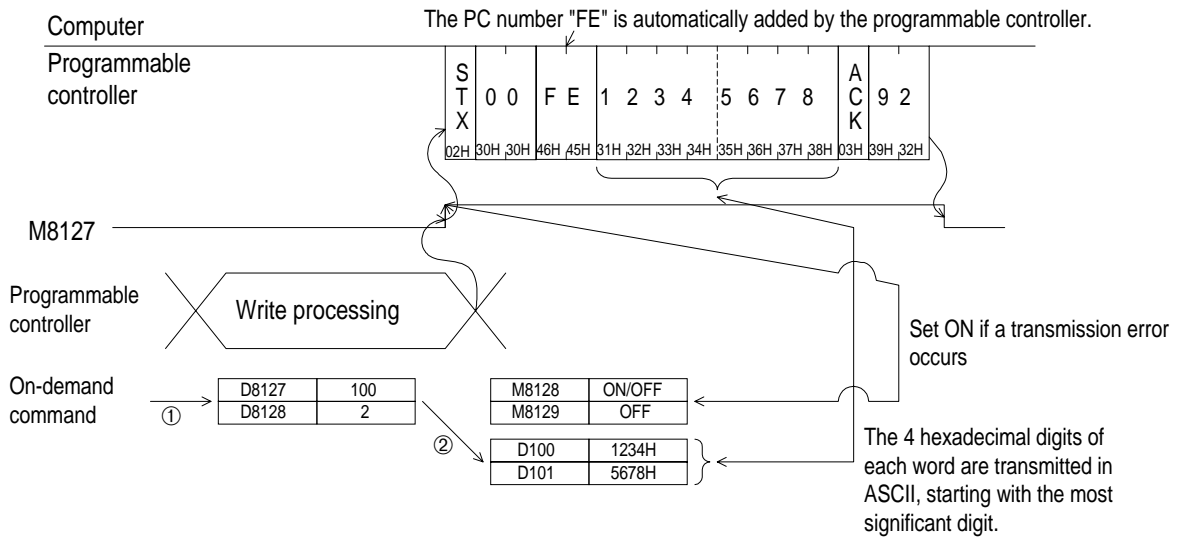 The PC number "FE" is automatically added by the programmable controller.
Computer
Programmable
controller
S
T
X
0 0
F E
1 2 3 4
5 6 7 8
A
C
K
9 2
02H 30H 30H 46H 45H 31H 32H 33H 34H 35H 36H 37H 38H 03H 39H 32H
M8127
Programmable
controller
Write processing
Set ON if a transmission error
occurs
On-demand
command
①
D8127 100
D8128 2
②
M8128 ON/OFF
M8129 OFF
D100 1234H
D101 5678H
The 4 hexadecimal digits of
each word are transmitted in
ASCII, starting with the most
significant digit.